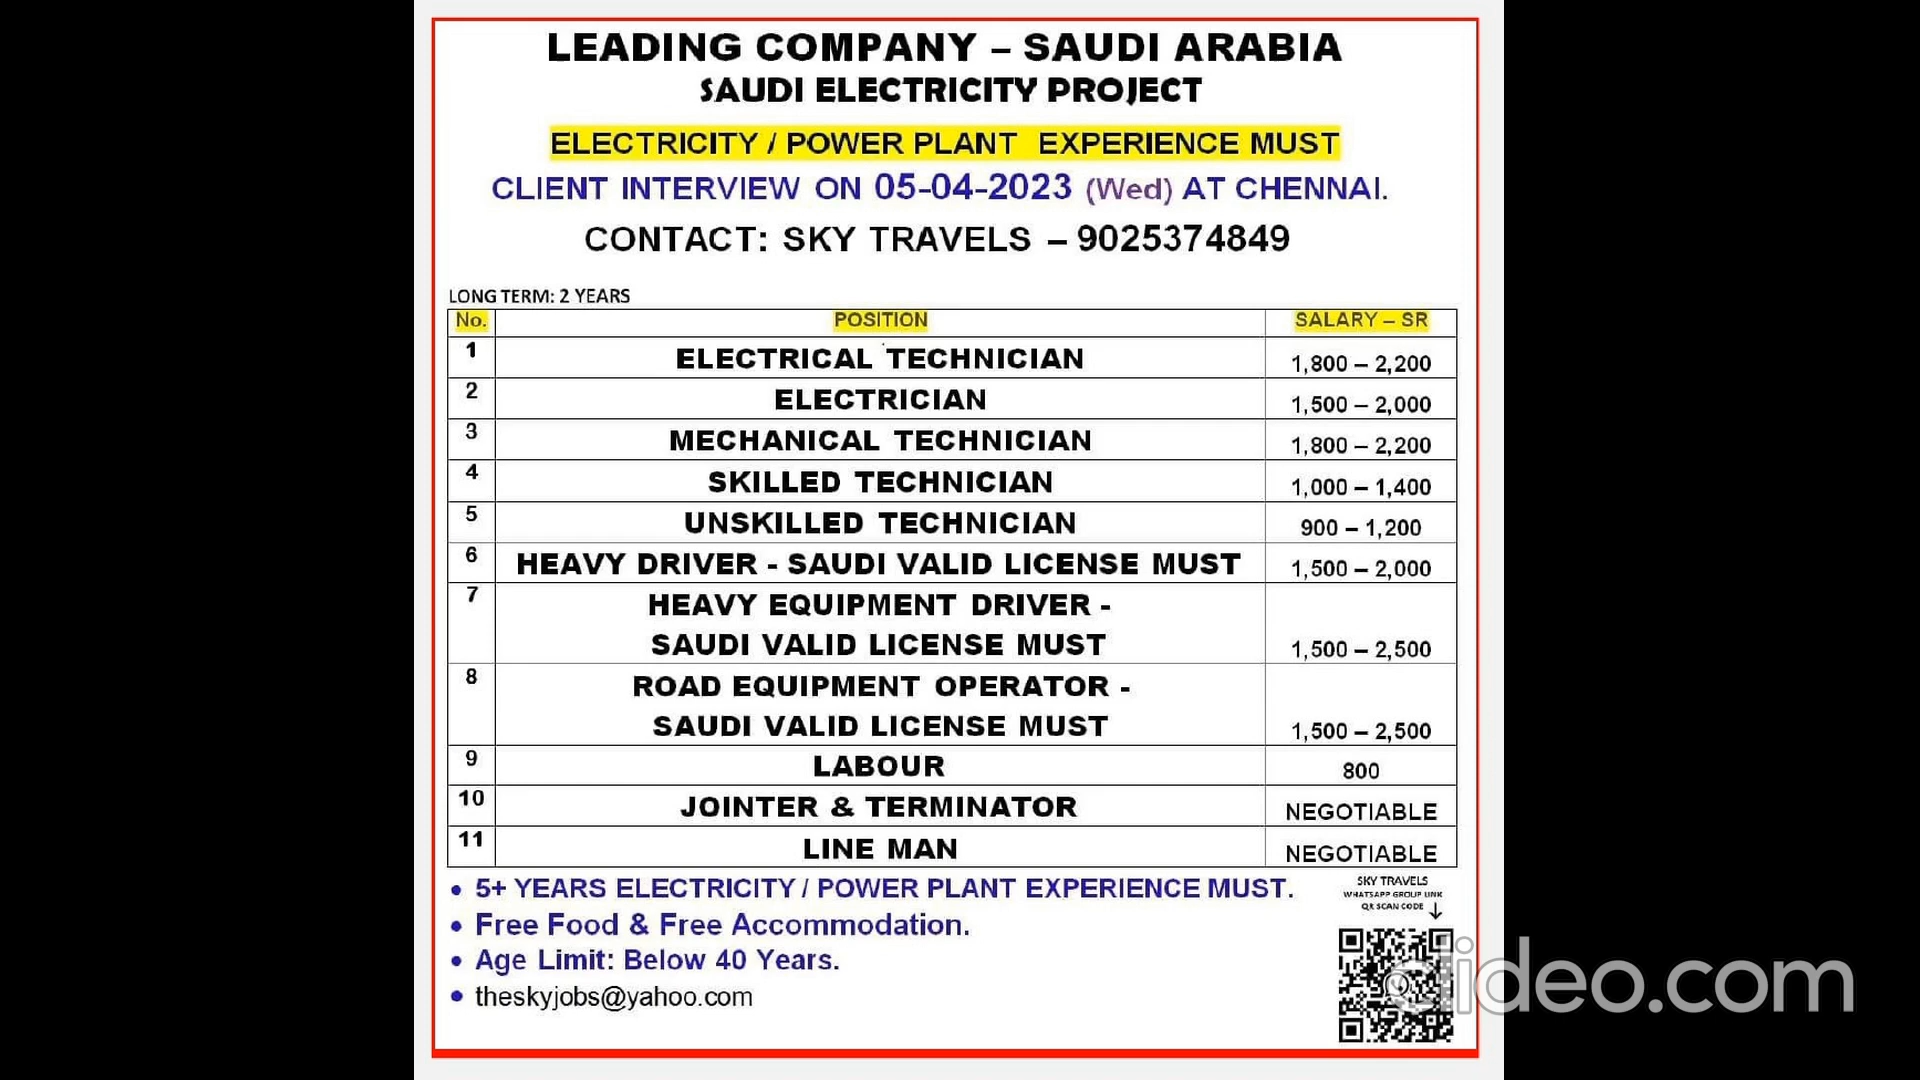 LEADING COMPANY – SAUDI ARABIA
SAUDI ELECTRICITY PROJECT
ELECTRICITY / POWER PLANT EXPERIENCE MUST
CLIENT INTERVIEW ON 05-04-2023 (Wed) AT CHENNAI.
CONTACT: SKY TRAVELS – 9025374849
LONG TERM: 2 YEARS
No. POSITION SALARY – SR
1 ELECTRICAL TECHNICIAN 1,800 – 2,200
2 ELECTRICIAN 1,500 – 2,000
3 MECHANICAL TECHNICIAN 1,800 – 2,200
4 SKILLED TECHNICIAN 1,000 – 1,400
5 UNSKILLED TECHNICIAN 900 – 1,200
6 HEAVY DRIVER - SAUDI VALID LICENSE MUST 1,500 – 2,000
7 HEAVY EQUIPMENT DRIVER -
SAUDI VALID LICENSE MUST 1,500 – 2,500
8 ROAD EQUIPMENT OPERATOR -
SAUDI VALID LICENSE MUST 1,500 – 2,500
9 LABOUR 800
10 JOINTER & TERMINATOR NEGOTIABLE
11 LINE MAN NEGOTIABLE
• 5+ YEARS ELECTRICITY / POWER PLANT EXPERIENCE MUST.
• Free Food & Free Accommodation.
• Age Limit: Below 40 Years.
• theskyjobs@yahoo.com
SKY TRAVELS
WHATSAPP GROUP LINK
QR SCAN CODE ↓
clideo.com